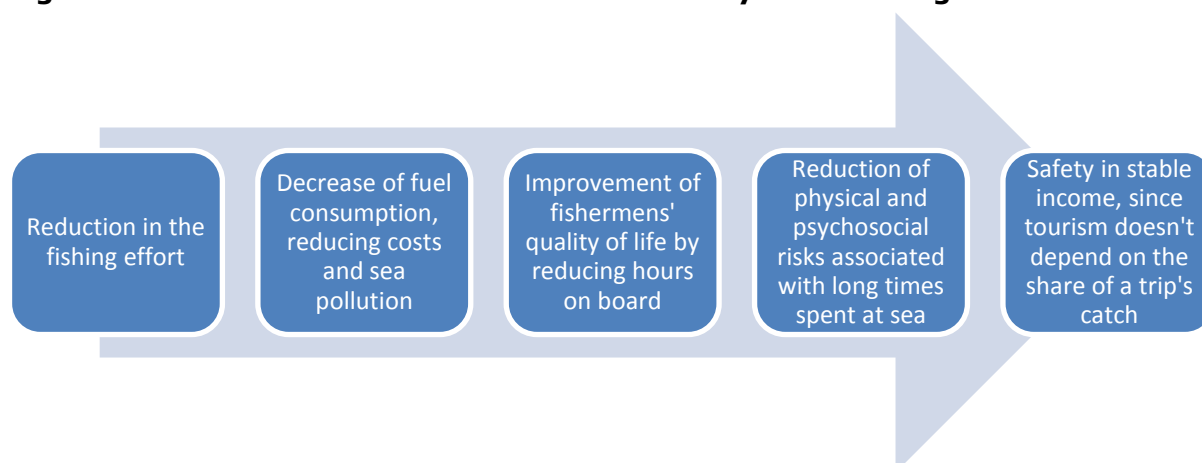 Reduction in the
fishing effort
Decrease of fuel
consumption,
reducing costs
and sea
pollution
Improvement of
fishermens'
quality of life by
reducing hours
on board
Reduction of
physical and
psychosocial
risks associated
with long times
spent at sea
Safety in stable
income, since
tourism doesn't
depend on the
share of a trip's
catch